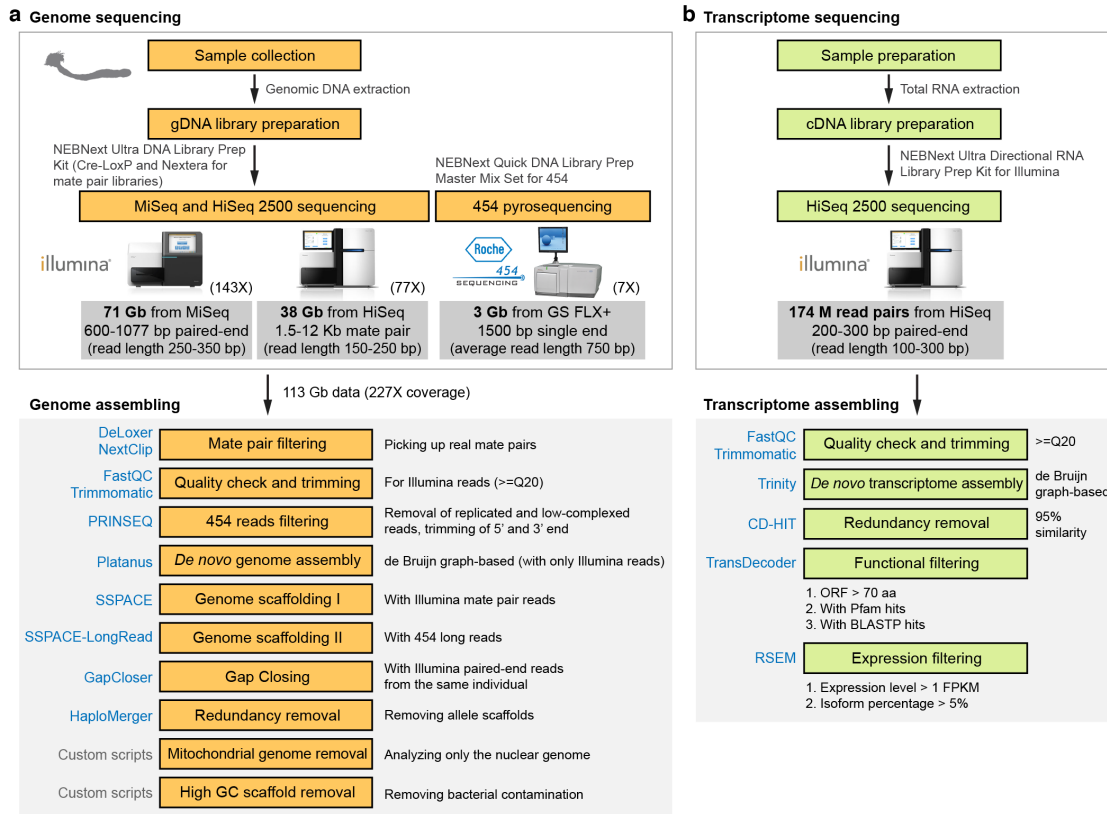 a Genome sequencing
Sample collection
Genomic DNA extraction
gDNA library preparation
NEBNext Ultra DNA Library Prep
Kit (Cre-LoxP and Nextera for
mate pair libraries)
NEBNext Quick DNA Library Prep
Master Mix Set for 454
MiSeq and HiSeq 2500 sequencing
454 pyrosequencing
illumina®
(143X)
(77X)
Roche
454
SEQUENCING
(7X)
71 Gb from MiSeq
600-1077 bp paired-end
(read length 250-350 bp)
38 Gb from HiSeq
1.5-12 Kb mate pair
(read length 150-250 bp)
3 Gb from GS FLX+
1500 bp single end
(average read length 750 bp)
113 Gb data (227X coverage)
Genome assembling
DeLoxer
NextClip
Mate pair filtering
Picking up real mate pairs
FastQC
Trimmomatic
Quality check and trimming
For Illumina reads (>=Q20)
PRINSEQ
454 reads filtering
Removal of replicated and low-complexed
reads, trimming of 5' and 3' end
Platanus
De novo genome assembly
de Bruijn graph-based (with only Illumina reads)
SSPACE
Genome scaffolding I
With Illumina mate pair reads
SSPACE-LongRead
Genome scaffolding II
With 454 long reads
GapCloser
Gap Closing
With Illumina paired-end reads
from the same individual
HaploMerger
Redundancy removal
Removing allele scaffolds
Custom scripts
Mitochondrial genome removal
Analyzing only the nuclear genome
Custom scripts
High GC scaffold removal
Removing bacterial contamination
b Transcriptome sequencing
Sample preparation
Total RNA extraction
cDNA library preparation
NEBNext Ultra Directional RNA
Library Prep Kit for Illumina
HiSeq 2500 sequencing
illumina®
174 M read pairs from HiSeq
200-300 bp paired-end
(read length 100-300 bp)
Transcriptome assembling
FastQC
Trimmomatic
Quality check and trimming
>=Q20
Trinity
De novo transcriptome assembly
de Bruijn
graph-based
CD-HIT
Redundancy removal
95%
similarity
TransDecoder
Functional filtering
1. ORF > 70 aa
2. With Pfam hits
3. With BLASTP hits
RSEM
Expression filtering
1. Expression level > 1 FPKM
2. Isoform percentage > 5%